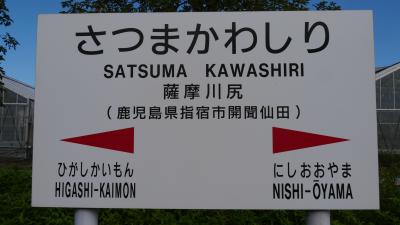 さつまかわしり
SATSUMA KAWASHIRI
薩摩川尻
(鹿児島県指宿市開聞仙田)
ひがしかいもん
HIGASHI-KAIMON
にしおおやま
NISHI-ŌYAMA